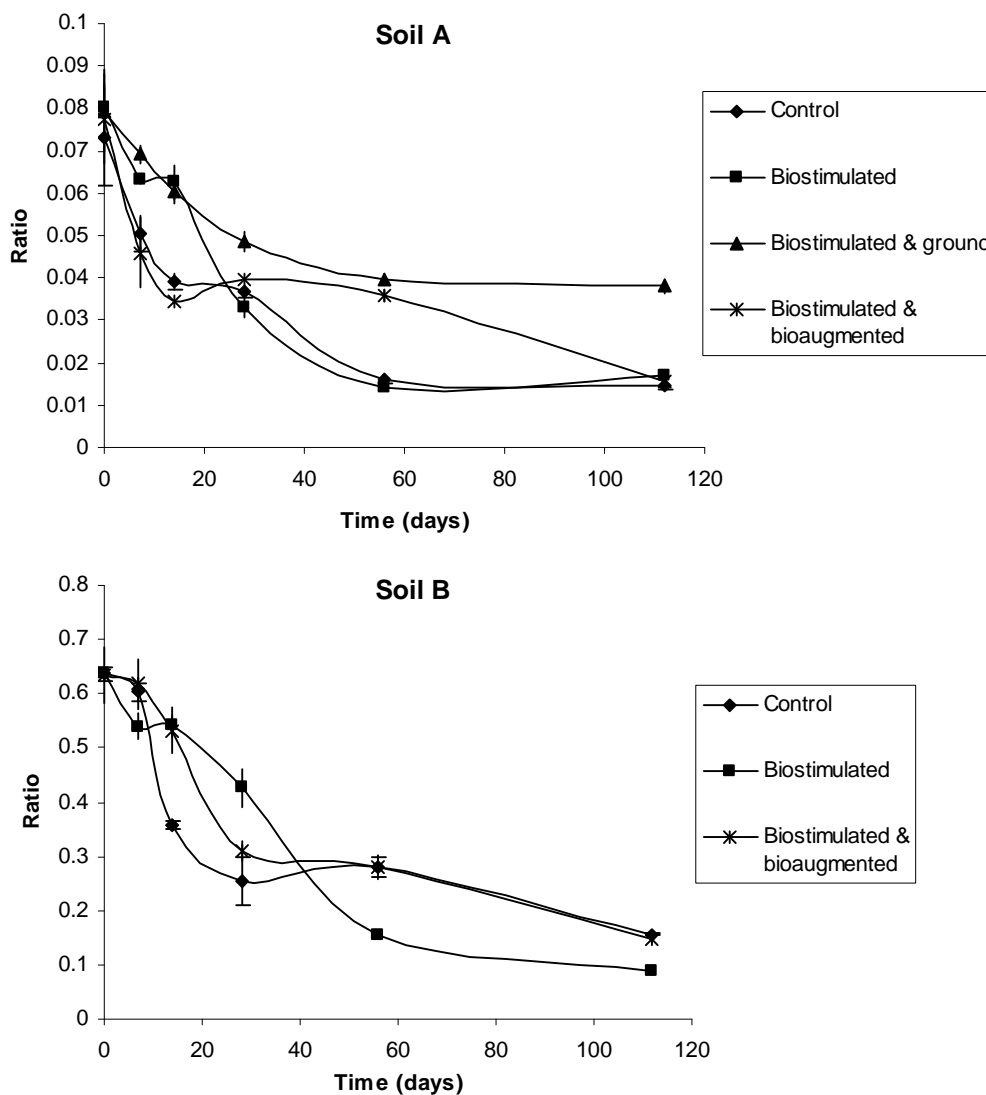 Soil A
0.1
0.09
0.08
0.07
0.06
0.05
0.04
0.03
0.02
0.01
0
Ratio
0 20 40 60 80 100 120
Time (days)
Control
Biostimulated
Biostimulated & ground
Biostimulated &
bioaugmented
Soil B
0.8
0.7
0.6
0.5
0.4
0.3
0.2
0.1
0
Ratio
0 20 40 60 80 100 120
Time (days)
Control
Biostimulated
Biostimulated &
bioaugmented